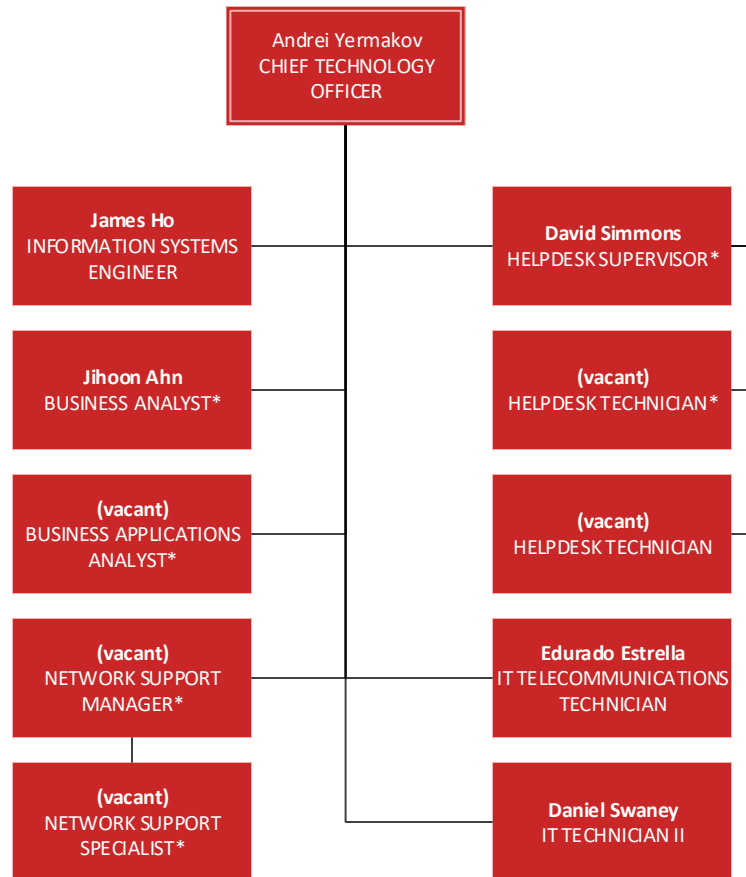 Andrei Yermakov
CHIEF TECHNOLOGY
OFFICER
James Ho
INFORMATION SYSTEMS
ENGINEER
David Simmons
HELPDESK SUPERVISOR*
Jihoon Ahn
BUSINESS ANALYST*
(vacant)
HELPDESK TECHNICIAN*
(vacant)
BUSINESS APPLICATIONS
ANALYST*
(vacant)
HELPDESK TECHNICIAN
(vacant)
NETWORK SUPPORT
MANAGER*
Edurado Estrella
IT TELECOMMUNICATIONS
TECHNICIAN
(vacant)
NETWORK SUPPORT
SPECIALIST*
Daniel Swaney
IT TECHNICIAN II